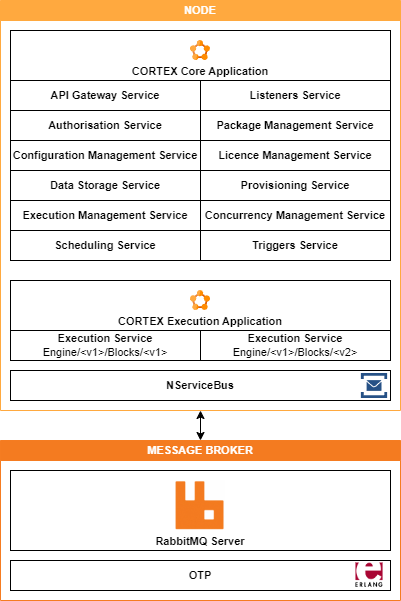 NODE
CORTEX Core Application
API Gateway Service
Listeners Service
Authorisation Service
Package Management Service
Configuration Management Service
Licence Management Service
Data Storage Service
Provisioning Service
Execution Management Service
Concurrency Management Service
Scheduling Service
Triggers Service
CORTEX Execution Application
Execution Service
Engine/<v1>/Blocks/<v1>
Execution Service
Engine/<v1>/Blocks/<v2>
NServiceBus
MESSAGE BROKER
RabbitMQ Server
OTP
ERLANG